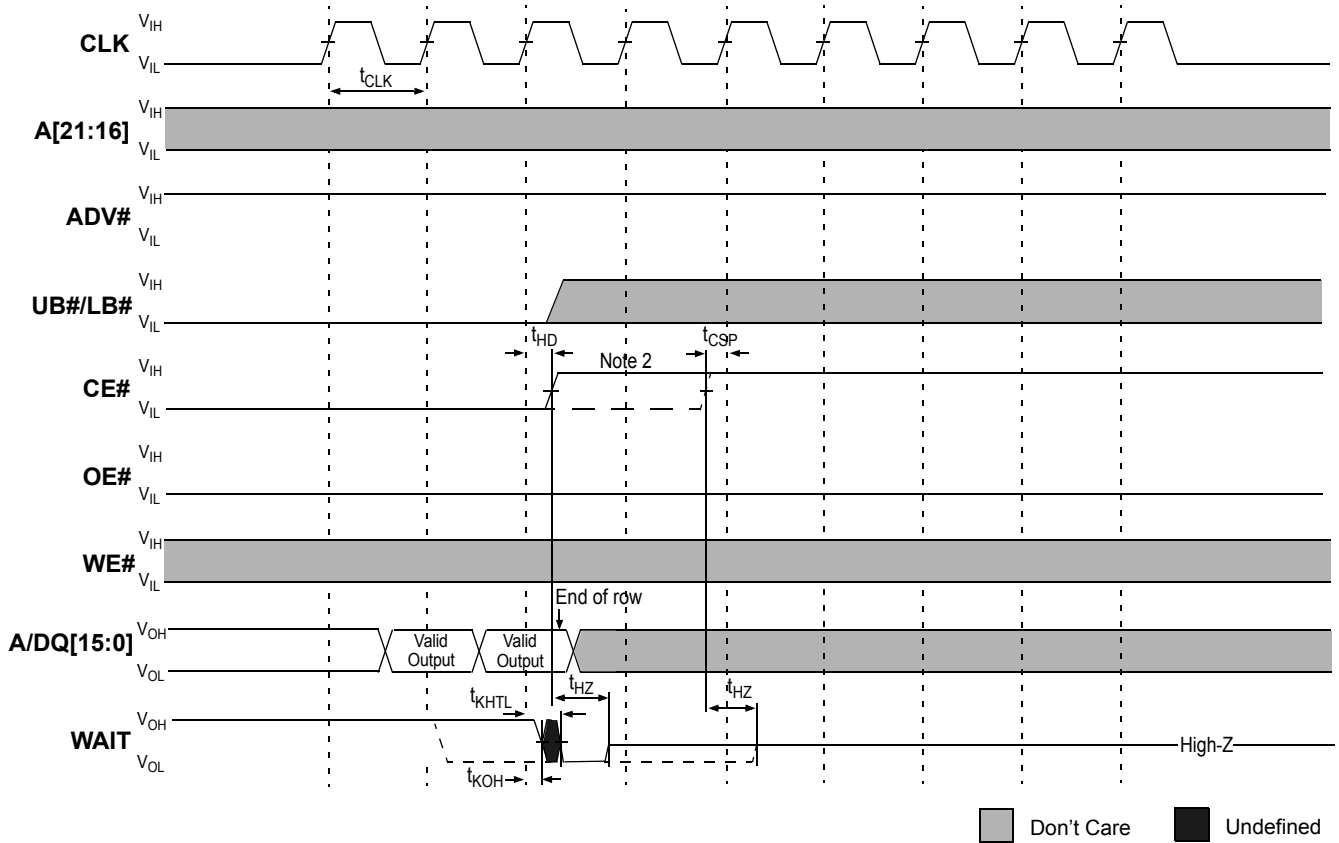 CLK
V_IH
V_IL
t_CLK
A[21:16]
V_IH
V_IL
ADV#
V_IH
V_IL
UB#/LB#
V_IH
V_IL
t_HD
t_CSP
CE#
V_IH
V_IL
Note 2
OE#
V_IH
V_IL
WE#
V_IH
V_IL
End of row
A/DQ[15:0]
V_OH
V_OL
Valid
Output
Valid
Output
t_KHTL
t_HZ
t_HZ
WAIT
V_OH
V_OL
High-Z
t_KOH
Don't Care
Undefined